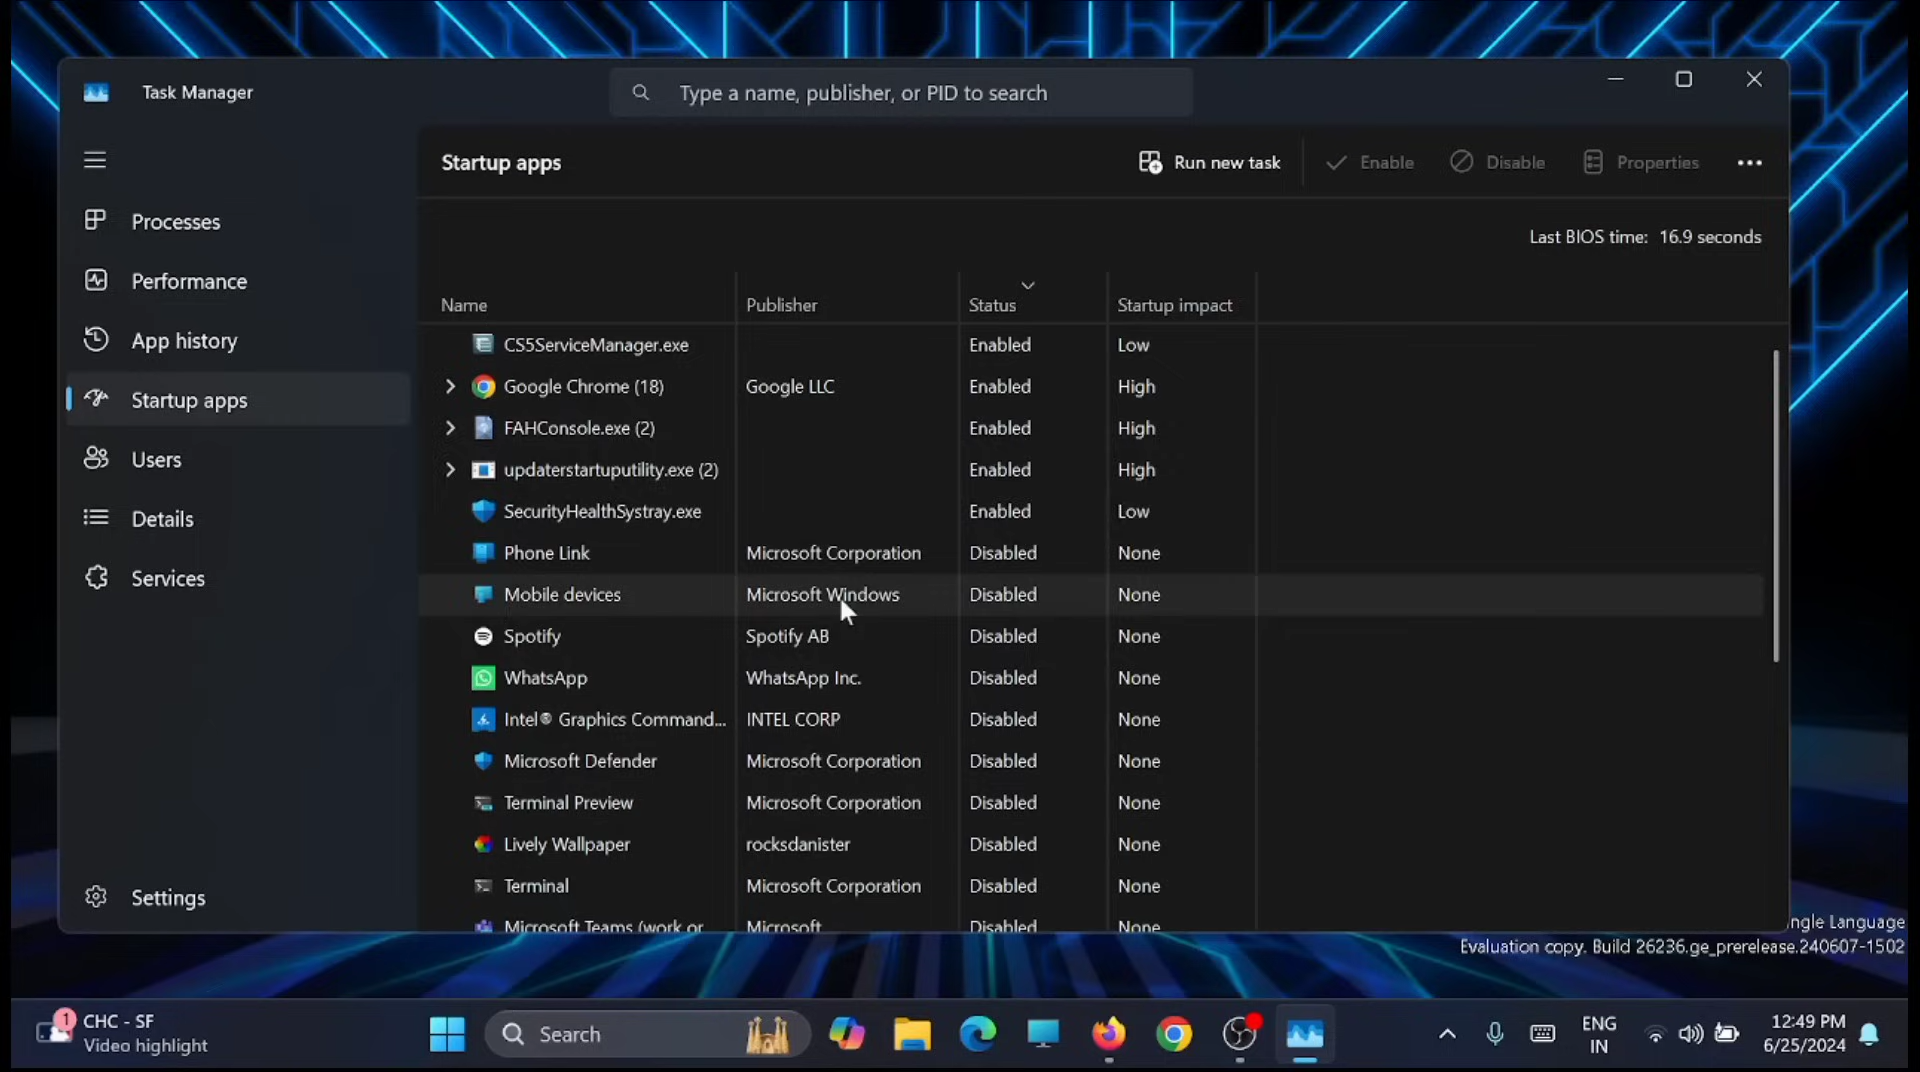 Task Manager
Type a name, publisher, or PID to search
Startup apps
Run new task
Enable
Disable
Properties
Processes
Performance
App history
Startup apps
Users
Details
Services
Settings
Last BIOS time: 16.9 seconds
Name Publisher Status Startup impact
CS5ServiceManager.exe Enabled Low
Google Chrome (18) Google LLC Enabled High
FAHConsole.exe (2) Enabled High
updaterstartuputility.exe (2) Enabled High
SecurityHealthSystray.exe Enabled Low
Phone Link Microsoft Corporation Disabled None
Mobile devices Microsoft Windows Disabled None
Spotify Spotify AB Disabled None
WhatsApp WhatsApp Inc. Disabled None
Intel® Graphics Command... INTEL CORP Disabled None
Microsoft Defender Microsoft Corporation Disabled None
Terminal Preview Microsoft Corporation Disabled None
Lively Wallpaper rocksdanister Disabled None
Terminal Microsoft Corporation Disabled None
Microsoft Teams (work or Microsoft Disabled None
ngle Language
Evaluation copy. Build 26236.ge_prerelease.240607-1502
1
CHC - SF
Video highlight
Search
ENG
IN
12:49 PM
6/25/2024